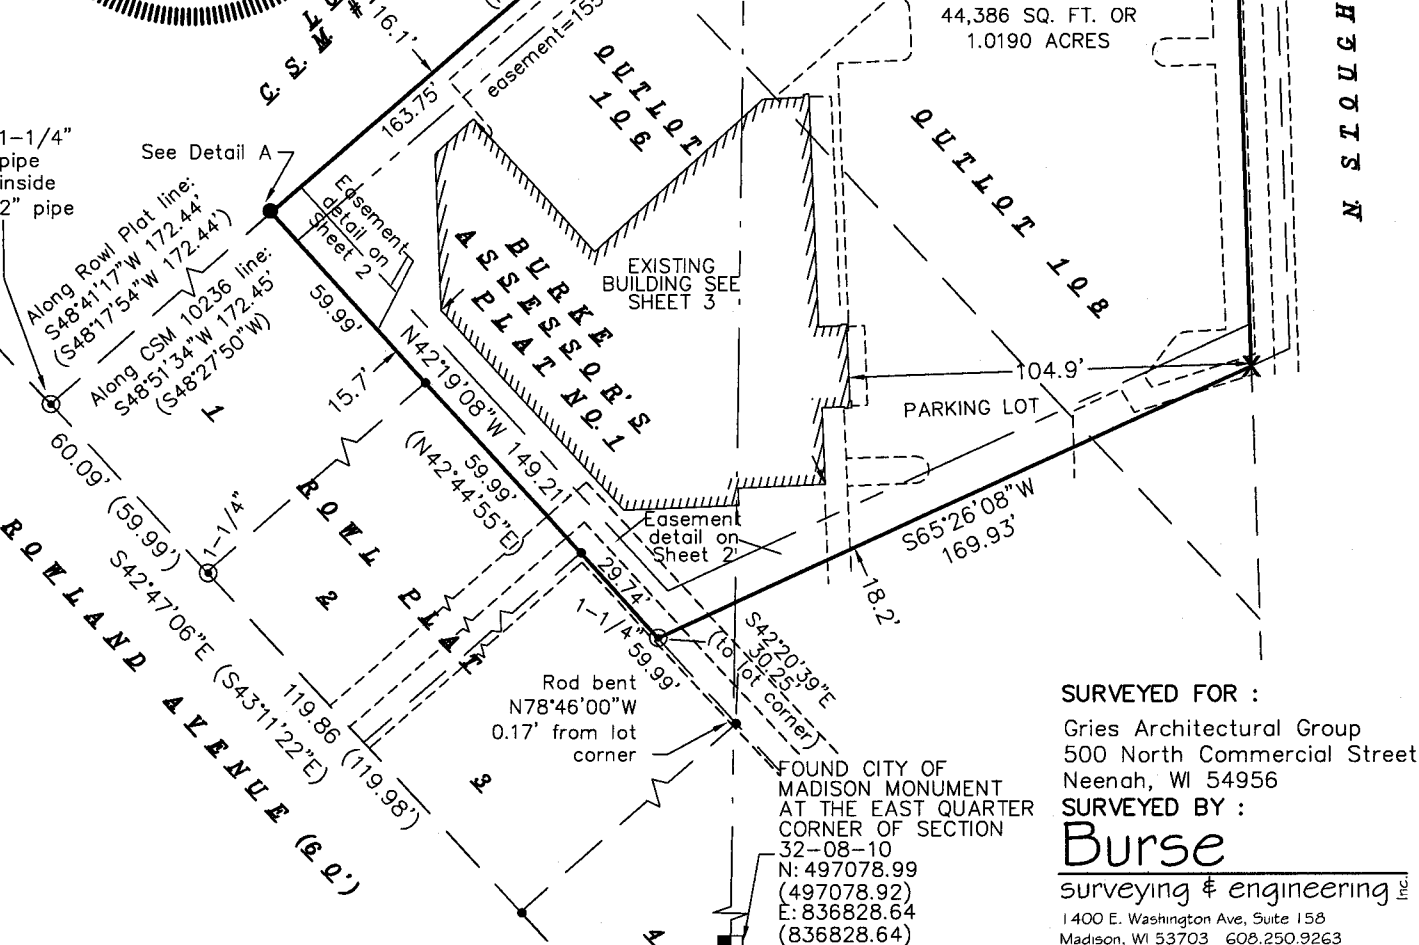 44,386 SQ. FT. OR
1.0190 ACRES
N STOUGH
C. S. M.
116.1'
163.75'
OUTLOT
106
OUTLOT 108
1-1/4"
pipe
inside
2" pipe
See Detail A
Along Rowl Plat line:
S48°41'17"W 172.44'
(S48°17'54"W 172.44')
Along CSM 10236 line:
S48°51'34"W 172.45'
(S48°27'50"W)
Easement
detail on
Sheet 2
BURKE
ASSESSOR'S
PLAT NO.1
EXISTING
BUILDING SEE
SHEET 3
59.99'
15.7'
N42°19'08"W 149.21'
59.99'
(N42°44'55"E)
104.9'
PARKING LOT
S65°26'08"W
169.93'
18.2'
Easement
detail on
Sheet 2
29.74'
1-1/4"
59.99'
S42°20'39"E
30.25'
(to lot corner)
1
ROWL PLAT
2
3
4
60.09' (59.99')
1-1/4"
S42°47'06"E (S43°11'22"E)
119.86 (119.98')
ROWLAND AVENUE (60')
Rod bent
N78°46'00"W
0.17' from lot
corner
FOUND CITY OF
MADISON MONUMENT
AT THE EAST QUARTER
CORNER OF SECTION
32-08-10
N: 497078.99
(497078.92)
E: 836828.64
(836828.64)
SURVEYED FOR :
Gries Architectural Group
500 North Commercial Street
Neenah, WI 54956
SURVEYED BY :
Burse
surveying & engineering Inc.
1400 E. Washington Ave, Suite 158
Madison, WI 53703 608.250.9263